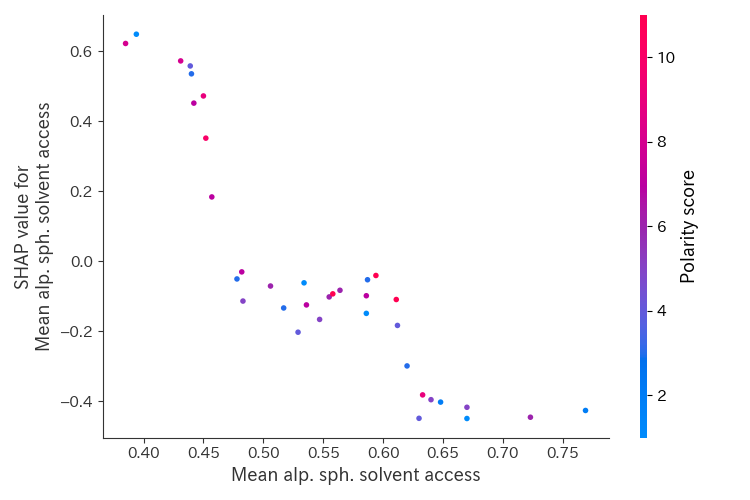 SHAP value for
Mean alp. sph. solvent access
0.6
0.4
0.2
0.0
−0.2
−0.4
0.40 0.45 0.50 0.55 0.60 0.65 0.70 0.75
Mean alp. sph. solvent access
10
8
6
4
2
Polarity score